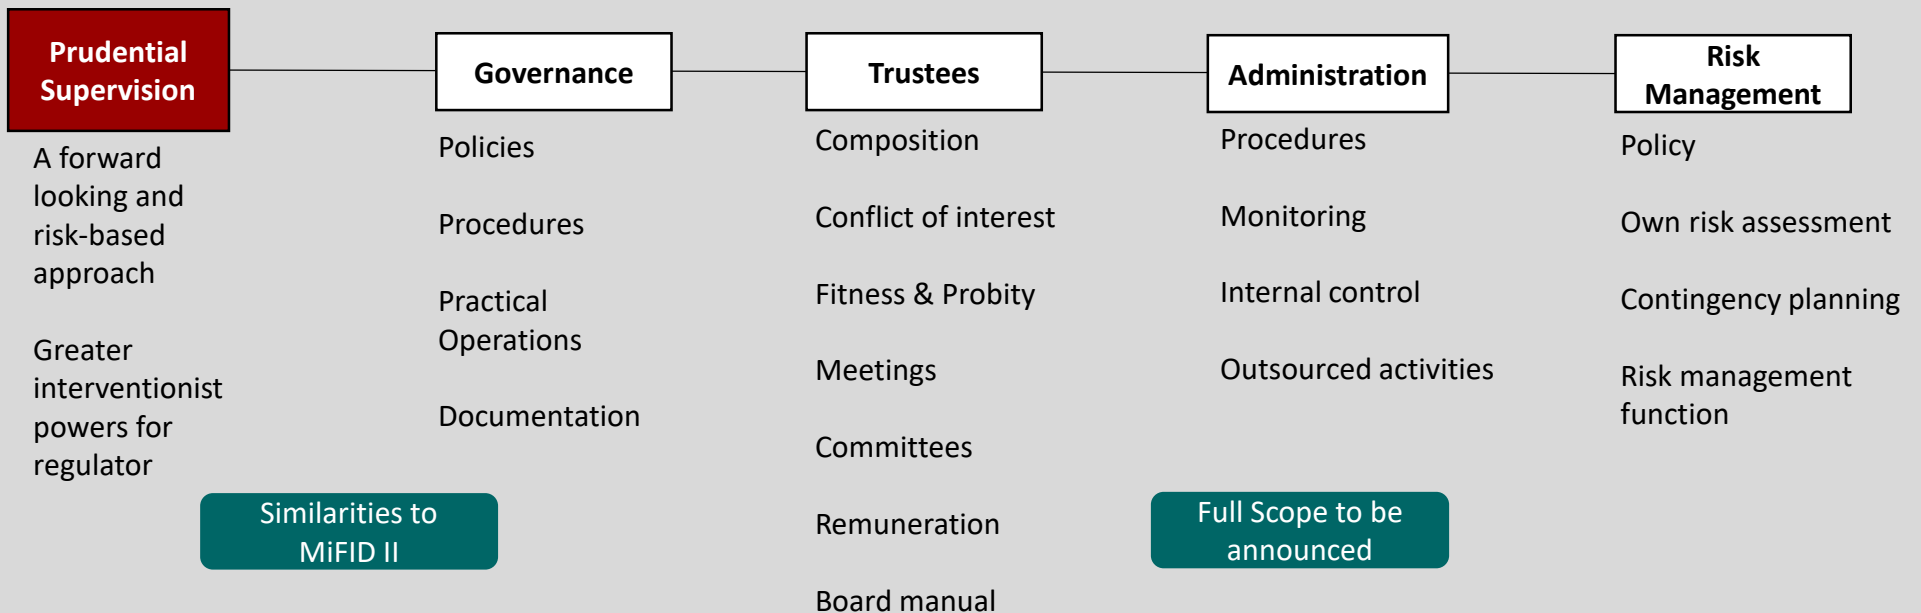 Prudential
Supervision
A forward
looking and
risk-based
approach
Greater
interventionist
powers for
regulator
Governance
Policies
Procedures
Practical
Operations
Documentation
Similarities to
MiFID II
Trustees
Composition
Conflict of interest
Fitness & Probity
Meetings
Committees
Remuneration
Board manual
Administration
Procedures
Monitoring
Internal control
Outsourced activities
Full Scope to be
announced
Risk
Management
Policy
Own risk assessment
Contingency planning
Risk management
function